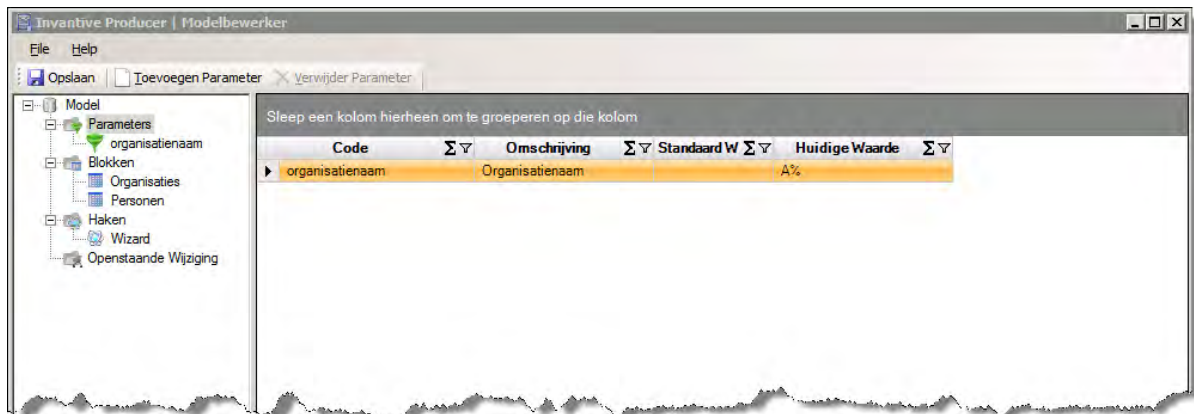 Invantive Producer | Modelbewerker
File Help
Opslaan Toevoegen Parameter Verwijder Parameter
Model
Parameters
organisatienaam
Blokken
Organisaties
Personen
Haken
Wizard
Openstaande Wijziging
Sleep een kolom hierheen om te groeperen op die kolom
Code Σ Omschrijving Σ Standaard W Σ Huidige Waarde Σ
organisatienaam Organisatienaam A%